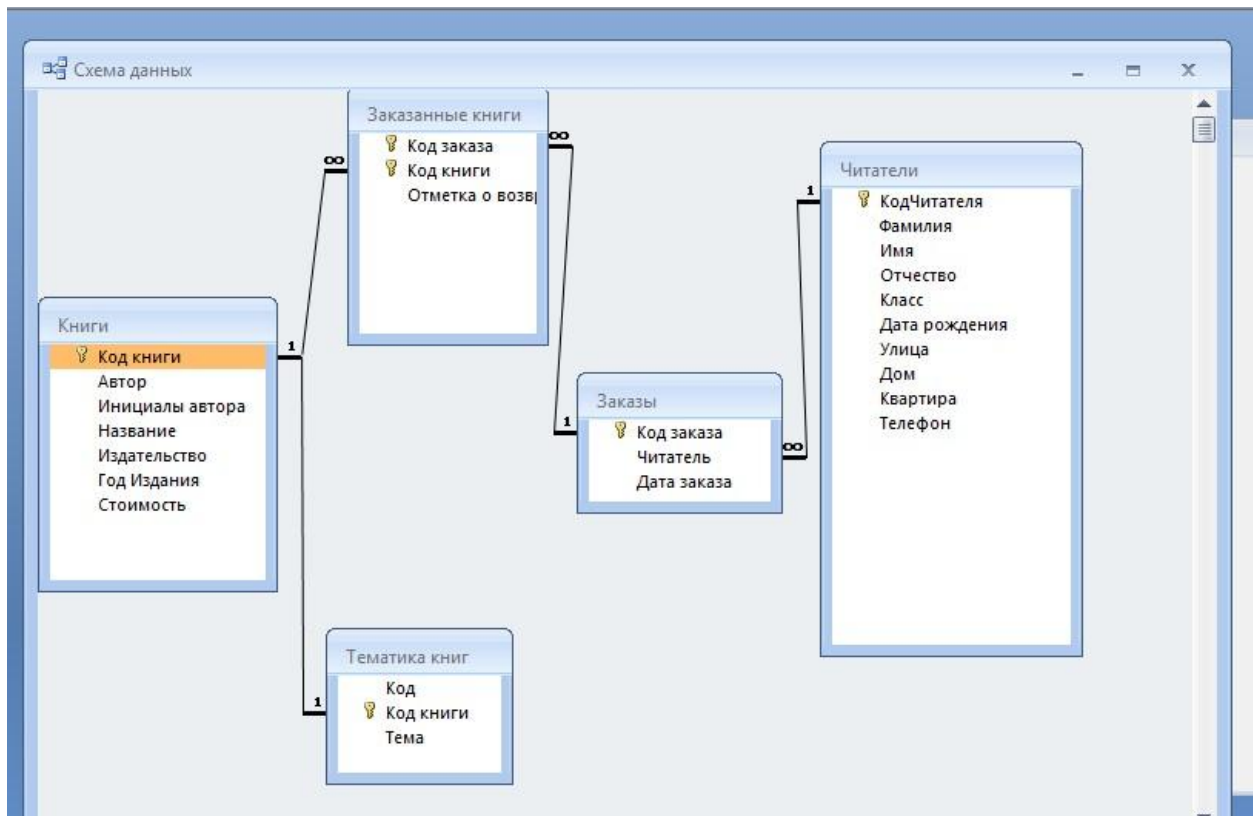 Схема данных
Заказанные книги
Код заказа
Код книги
Отметка о возвр
∞
∞
Читатели
КодЧитателя
Фамилия
Имя
Отчество
Класс
Дата рождения
Улица
Дом
Квартира
Телефон
1
Книги
Код книги
Автор
Инициалы автора
Название
Издательство
Год Издания
Стоимость
1
Заказы
Код заказа
Читатель
Дата заказа
1
∞
Тематика книг
Код
Код книги
Тема
1